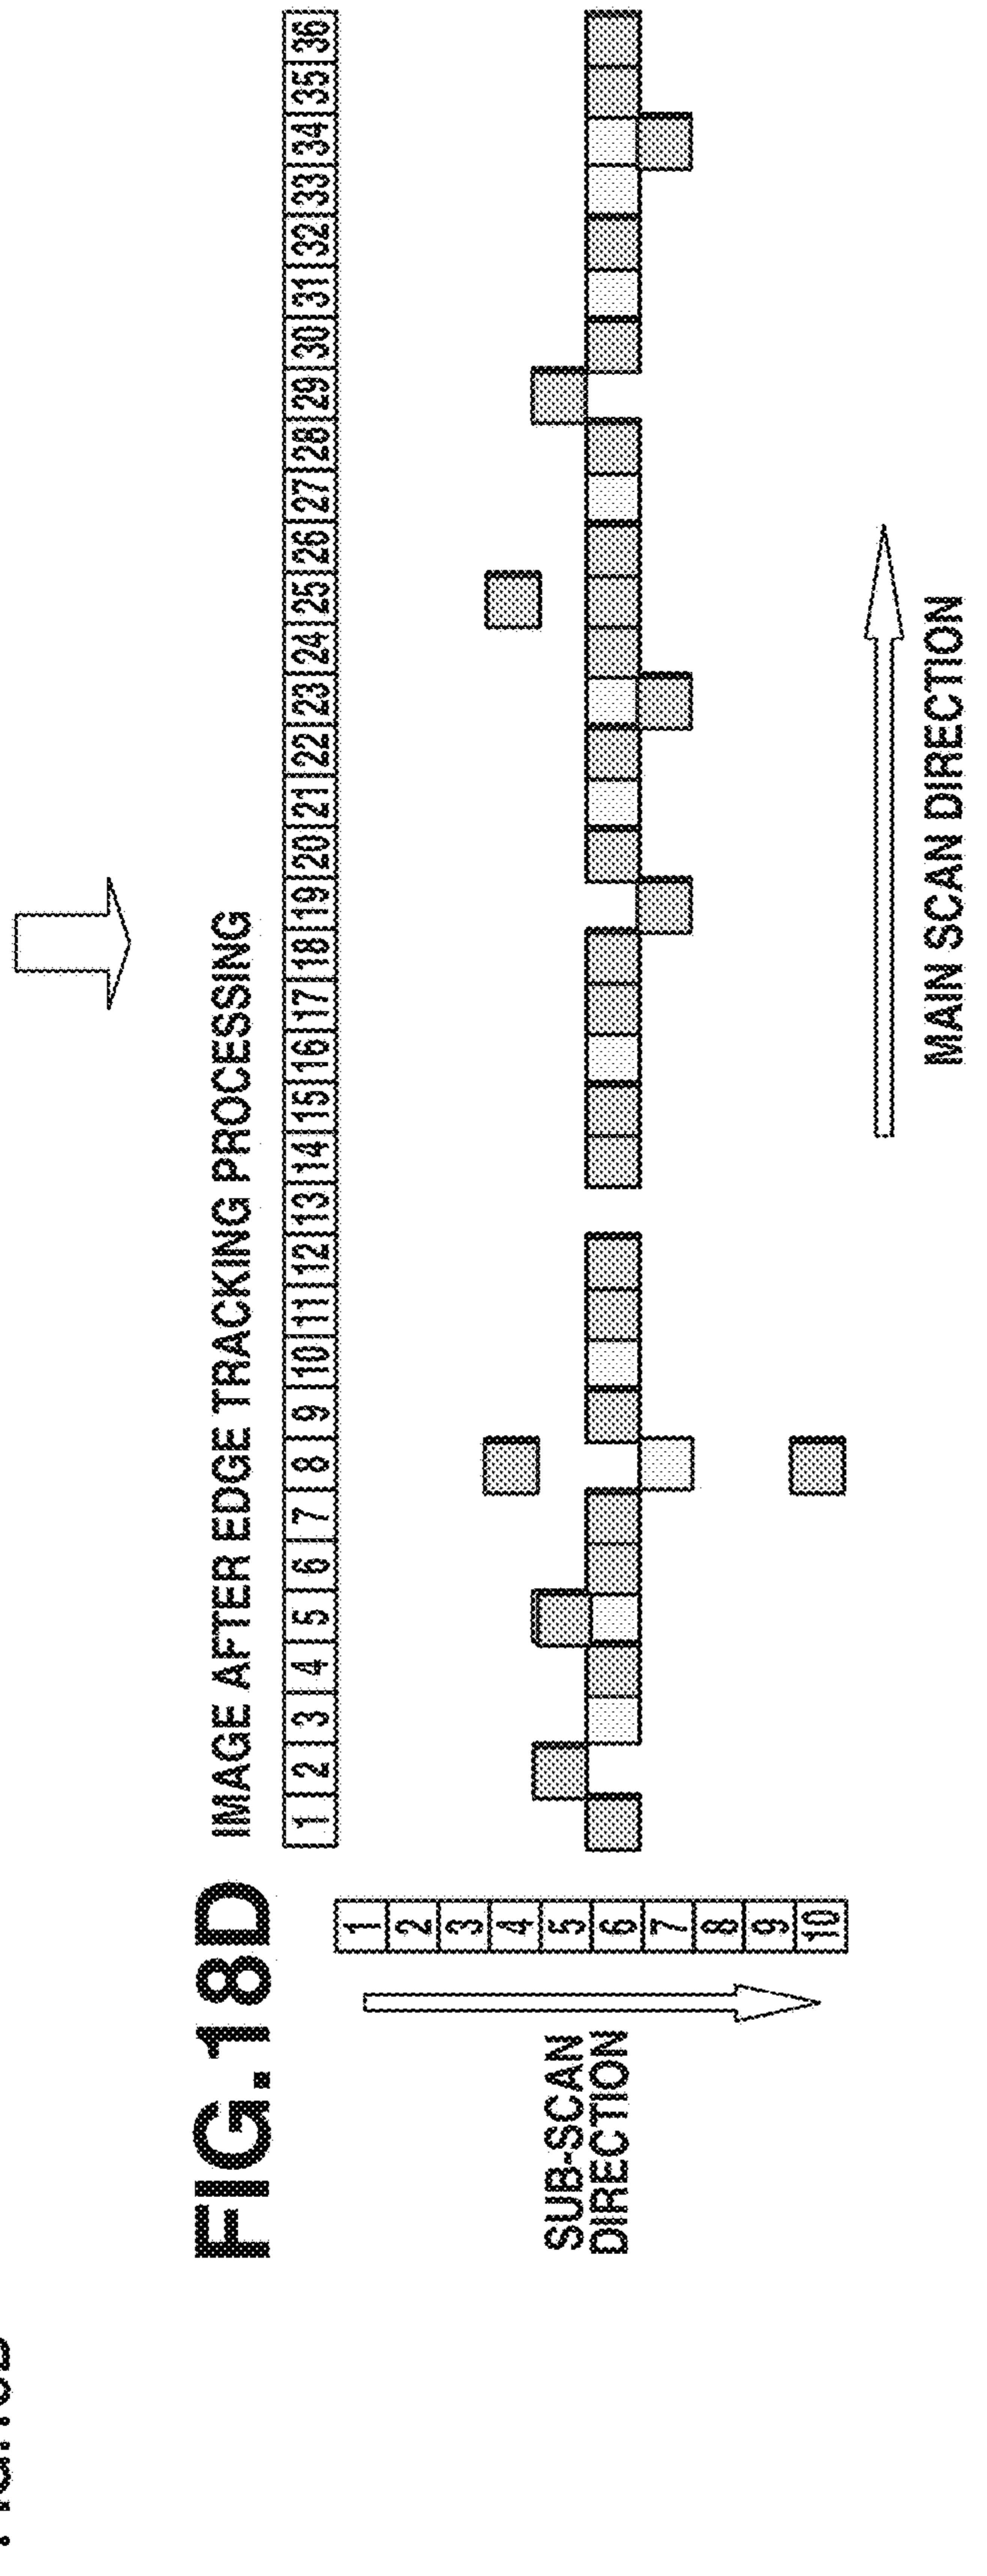 FIG.18D IMAGE AFTER EDGE TRACKING PROCESSING
1 2 3 4 5 6 7 8 9 10 11 12 13 14 15 16 17 18 19 20 21 22 23 24 25 26 27 28 29 30 31 32 33 34 35 36
1
2
3
4
5
6
7
8
9
10
SUB-SCAN
DIRECTION
MAIN SCAN DIRECTION